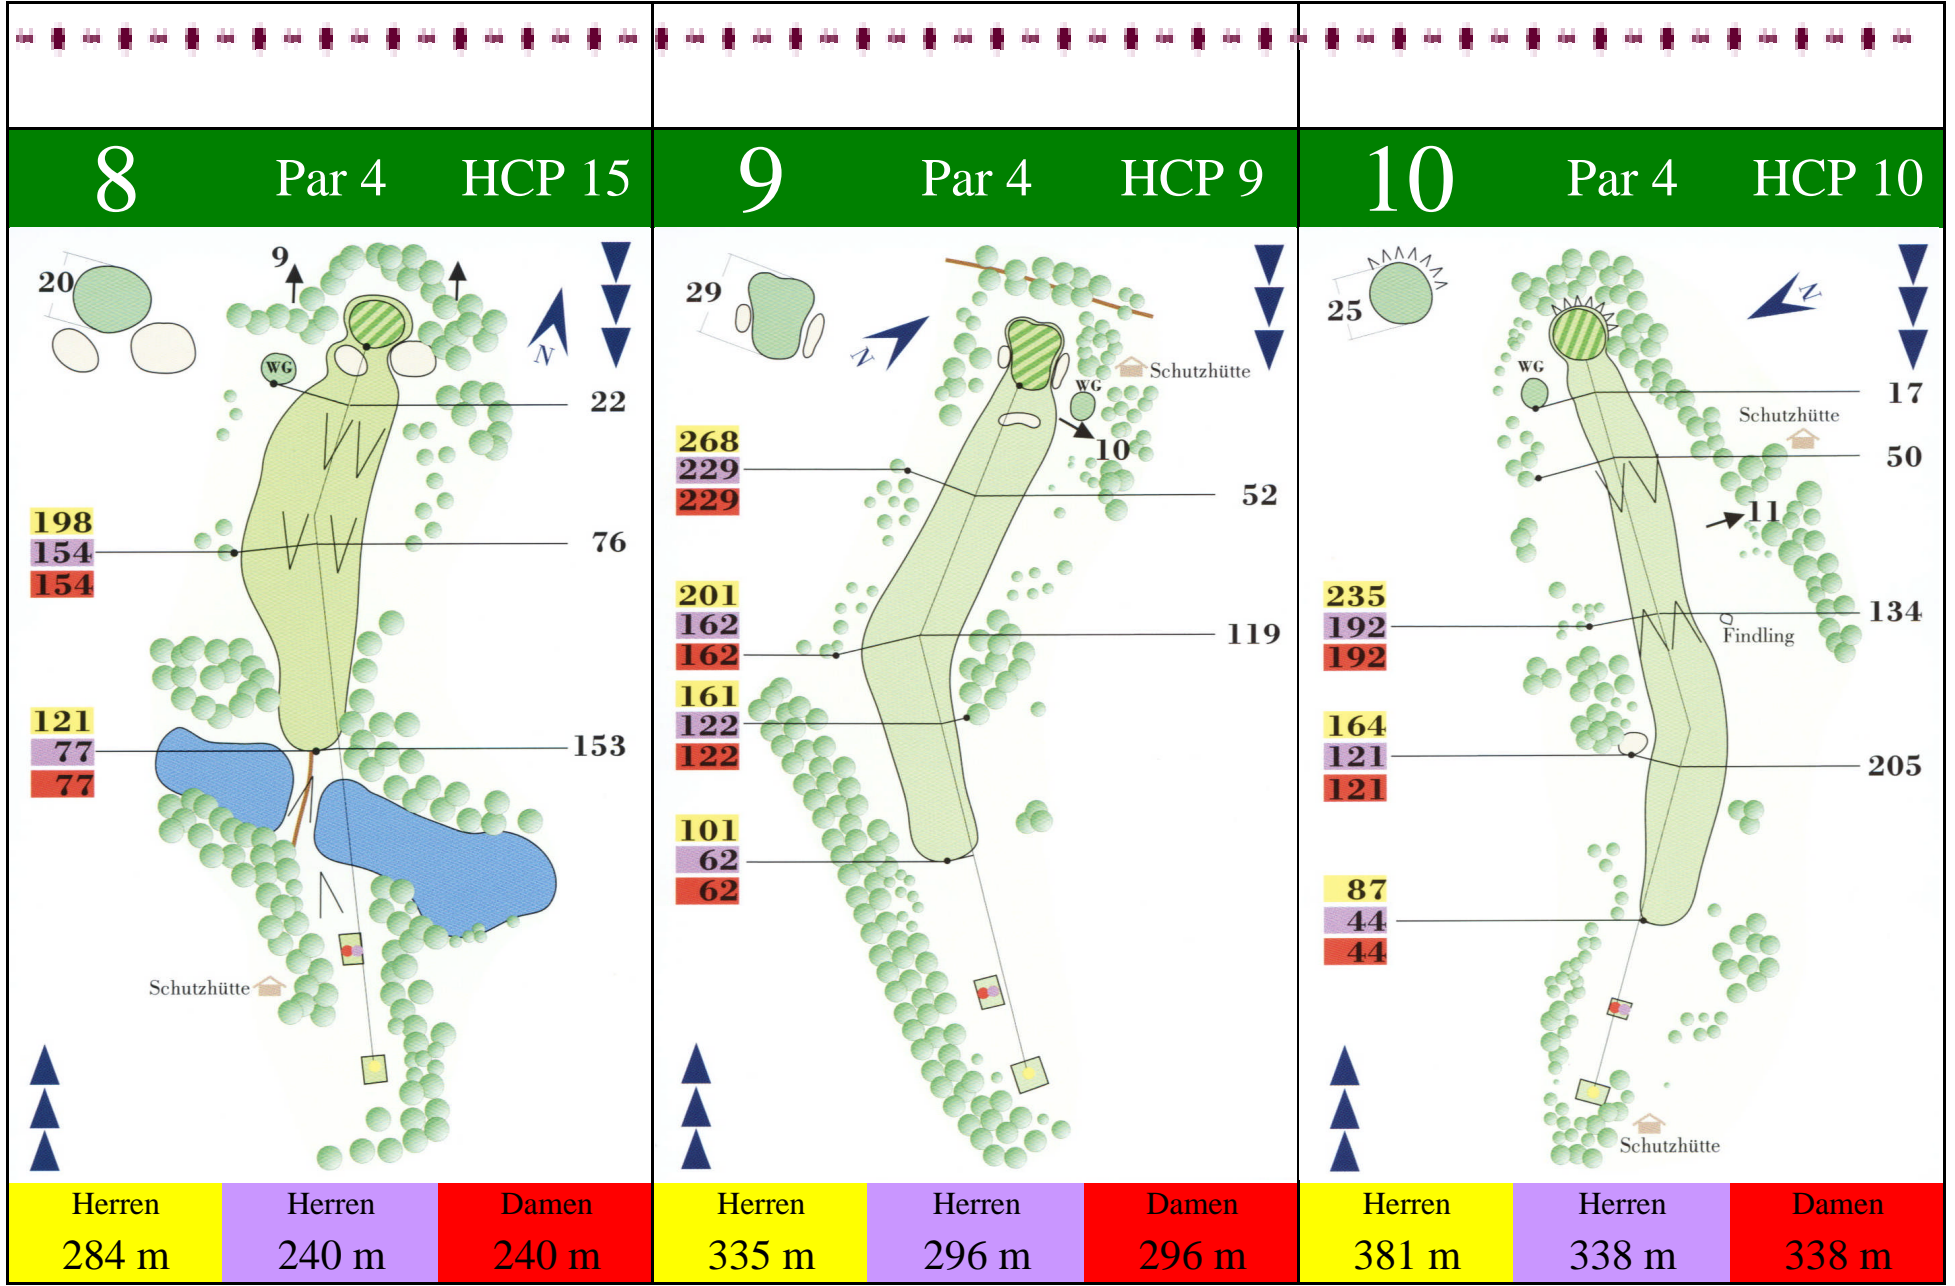 8 Par 4 HCP 15
20
9
N
WG
22
198
154
154
76
121
77
77
153
Schutzhütte
Herren Herren Damen
284 m 240 m 240 m
9 Par 4 HCP 9
29
N
Schutzhütte
WG
10
268
229
229
52
201
162
162
119
161
122
122
101
62
62
Herren Herren Damen
335 m 296 m 296 m
10 Par 4 HCP 10
25
N
WG
17
Schutzhütte
50
11
235
192
192
134
Findling
164
121
121
205
87
44
44
Schutzhütte
Herren Herren Damen
381 m 338 m 338 m